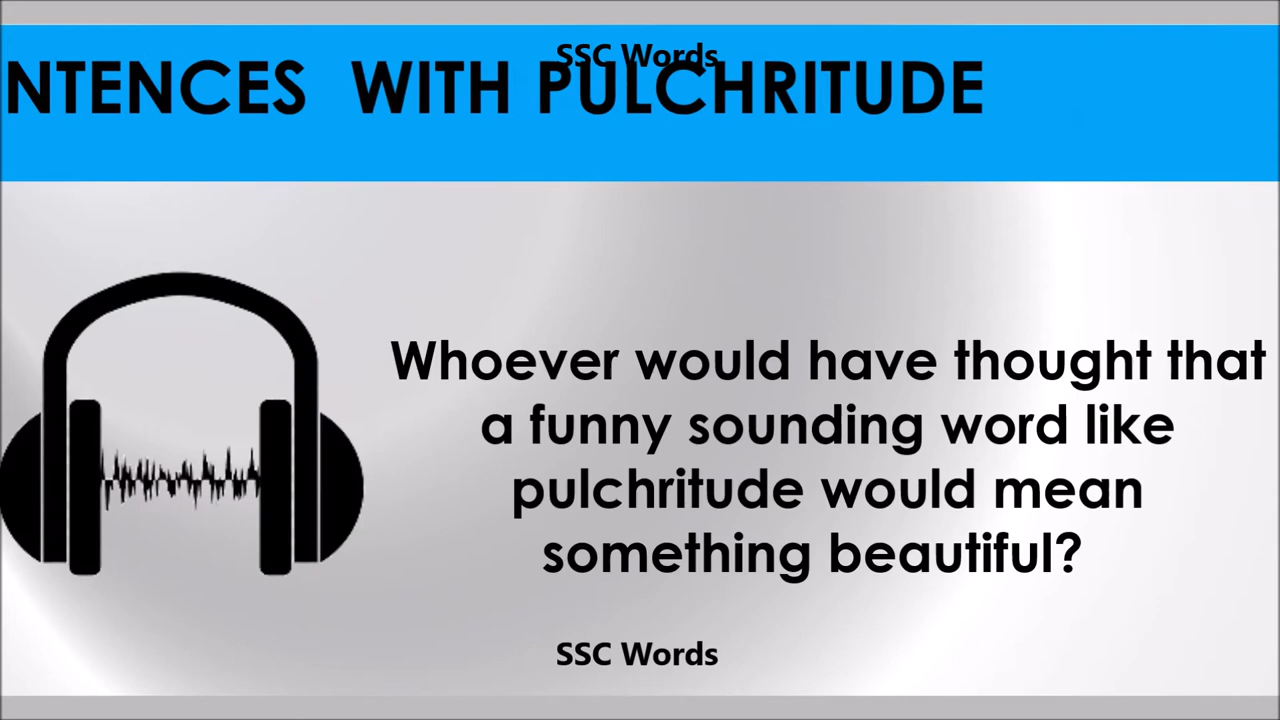 SSC Words
NTENCES WITH PULCHRITUDE
Whoever would have thought that
a funny sounding word like
pulchritude would mean
something beautiful?
SSC Words